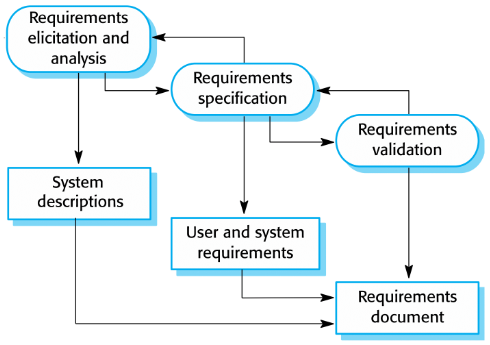 Requirements
elicitation and
analysis
Requirements
specification
Requirements
validation
System
descriptions
User and system
requirements
Requirements
document